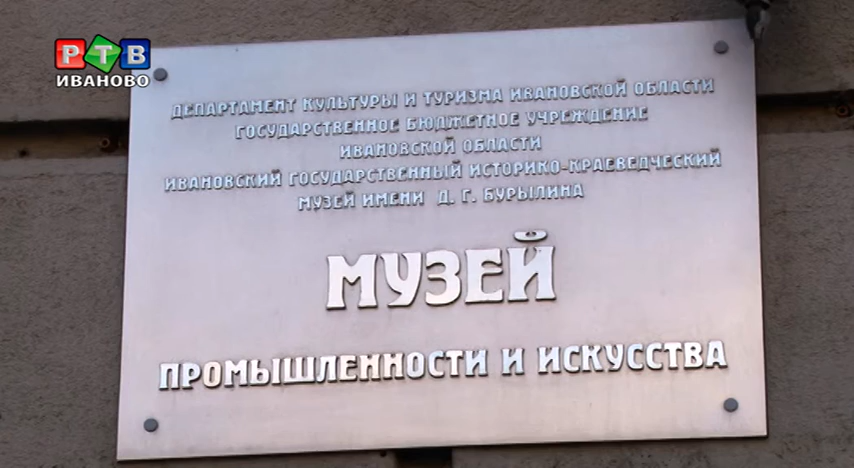 РТВ
ИВАНОВО
ДЕПАРТАМЕНТ КУЛЬТУРЫ И ТУРИЗМА ИВАНОВСКОЙ ОБЛАСТИ
ГОСУДАРСТВЕННОЕ БЮДЖЕТНОЕ УЧРЕЖДЕНИЕ
ИВАНОВСКОЙ ОБЛАСТИ
ИВАНОВСКИЙ ГОСУДАРСТВЕННЫЙ ИСТОРИКО-КРАЕВЕДЧЕСКИЙ
МУЗЕЙ ИМЕНИ Д. Г. БУРЫЛИНА
МУЗЕЙ
ПРОМЫШЛЕННОСТИ И ИСКУССТВА